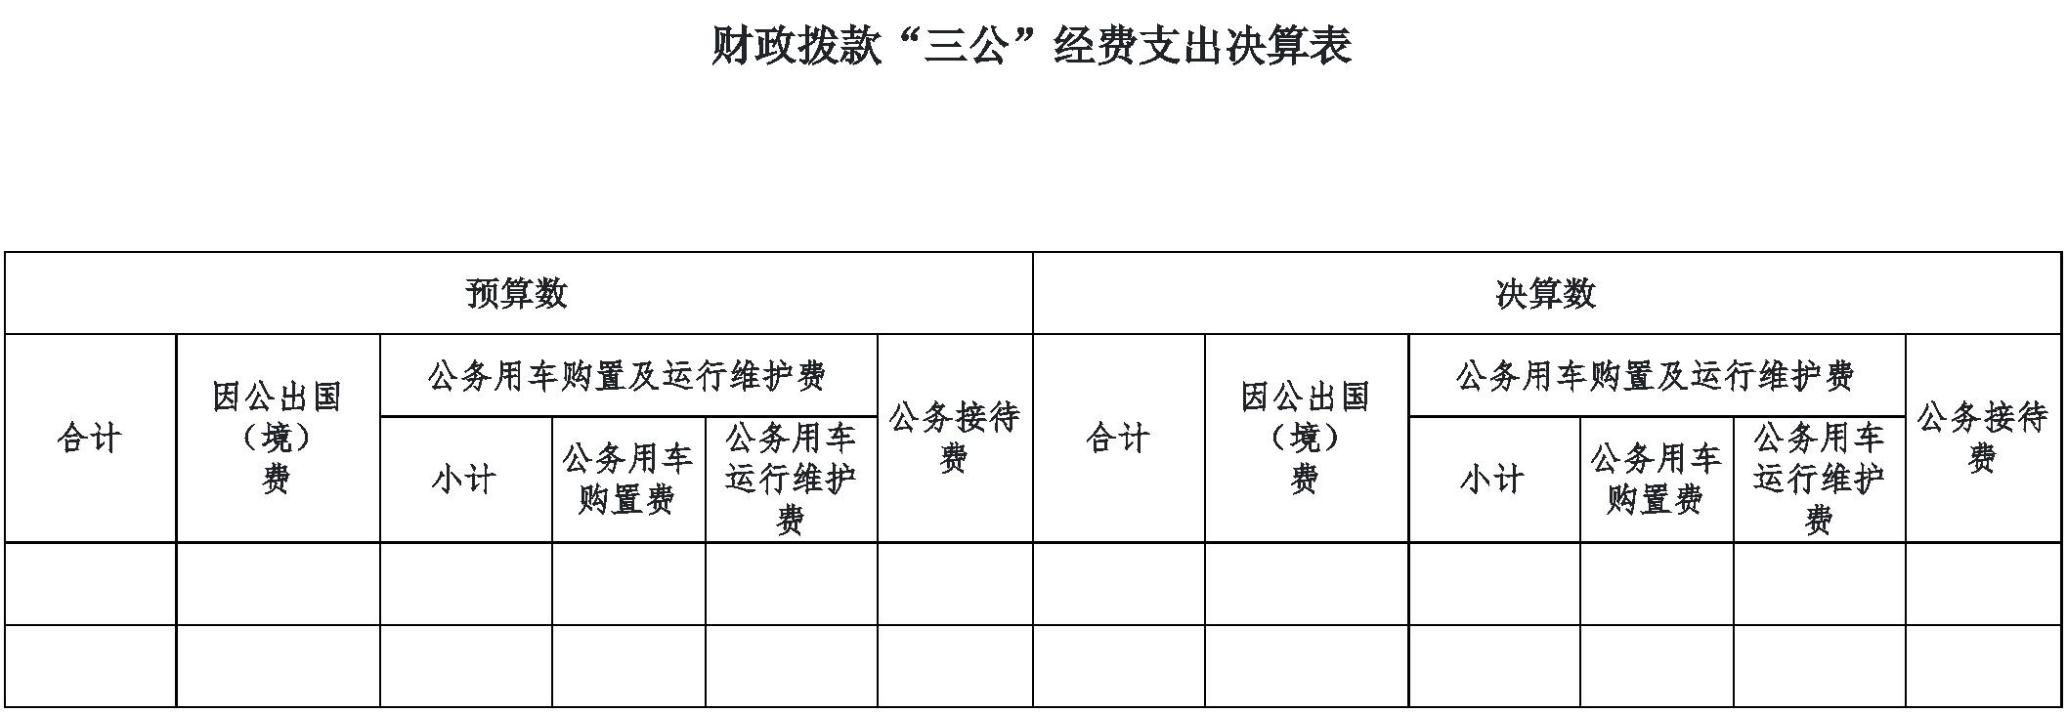 财政拨款“三公”经费支出决算表
预算数
决算数
合计
因公出国
（境）
费
公务用车购置及运行维护费
小计
公务用车
购置费
公务用车
运行维护
费
公务接待
费
合计
因公出国
（境）
费
公务用车购置及运行维护费
小计
公务用车
购置费
公务用车
运行维护
费
公务接待
费